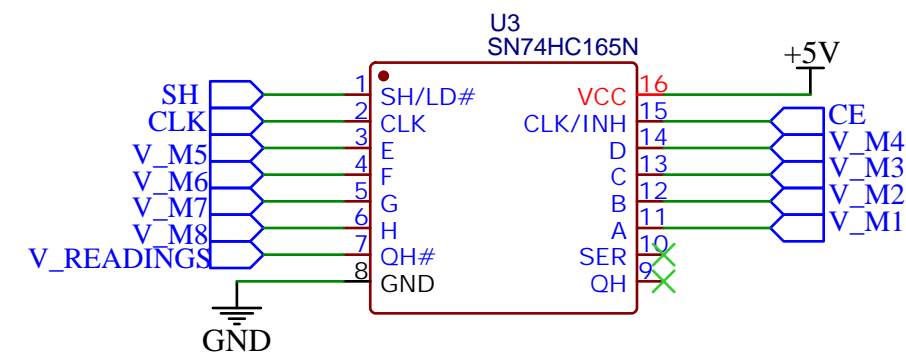 U3
SN74HC165N
+5V
SH 1 SH/LD# VCC 16
CLK 2 CLK CLK/INH 15 CE
V_M5 3 E D 14 V_M4
V_M6 4 F C 13 V_M3
V_M7 5 G B 12 V_M2
V_M8 6 H A 11 V_M1
V_READINGS 7 QH# SER 10
8 GND QH 9
GND